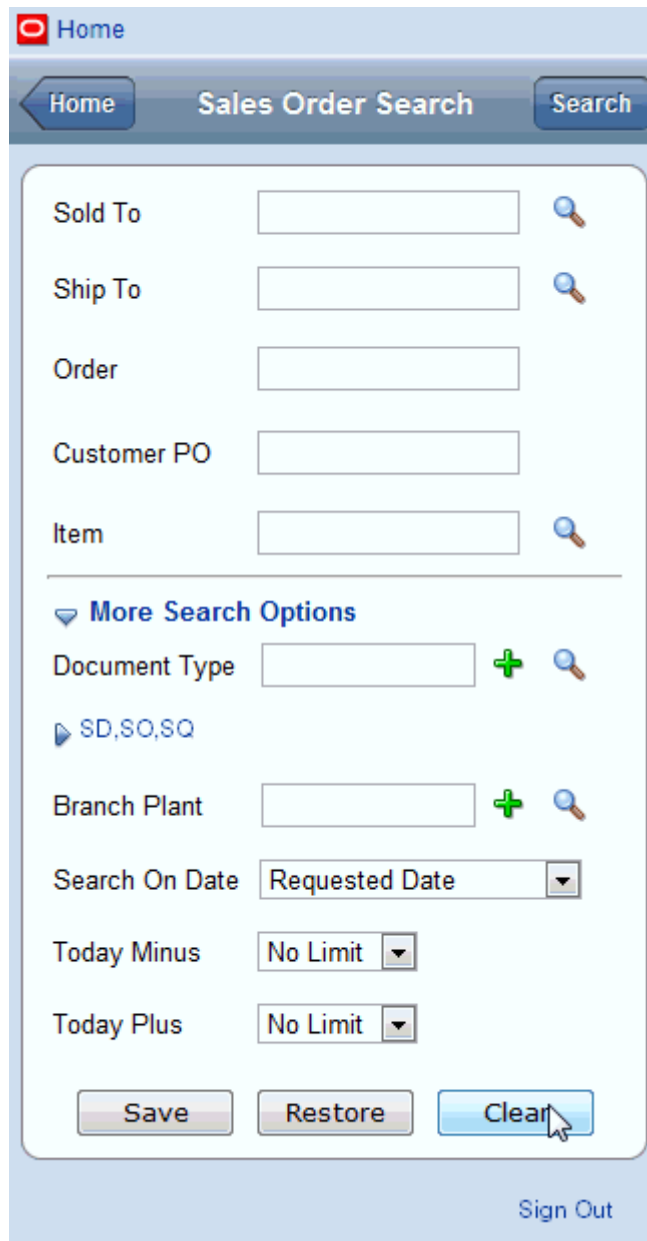 Home
Home Sales Order Search Search
Sold To
Ship To
Order
Customer PO
Item
More Search Options
Document Type
SD,SO,SQ
Branch Plant
Search On Date Requested Date
Today Minus No Limit
Today Plus No Limit
Save Restore Clear
Sign Out